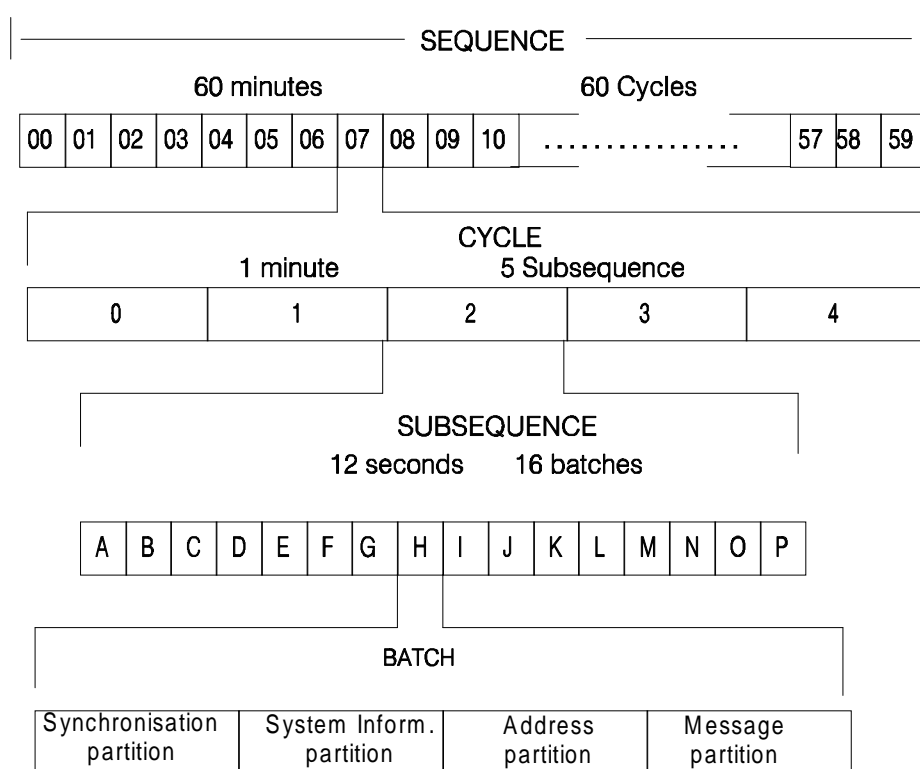 SEQUENCE
60 minutes 60 Cycles
00 01 02 03 04 05 06 07 08 09 10 ................ 57 58 59
CYCLE
1 minute 5 Subsequence
0 1 2 3 4
SUBSEQUENCE
12 seconds 16 batches
A B C D E F G H I J K L M N O P
BATCH
Synchronisation System Inform. Address Message
partition partition partition partition